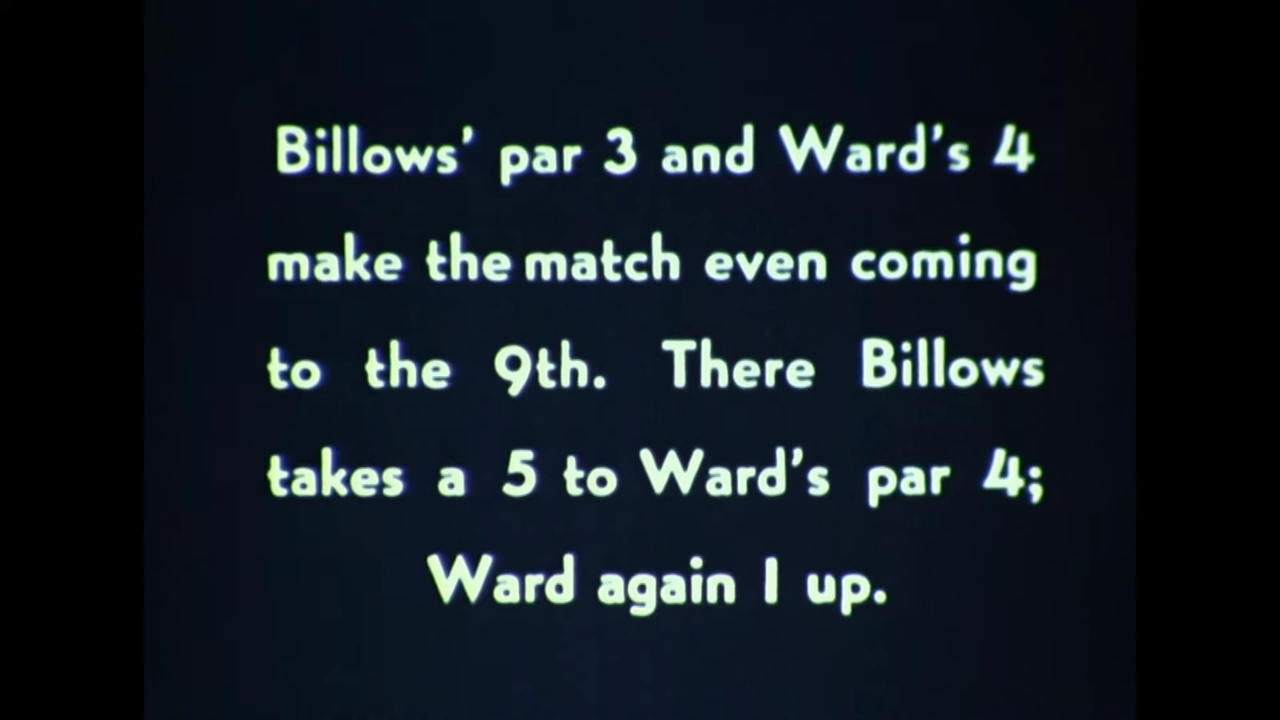 Billows' par 3 and Ward's 4
make the match even coming
to the 9th. There Billows
takes a 5 to Ward's par 4;
Ward again 1 up.